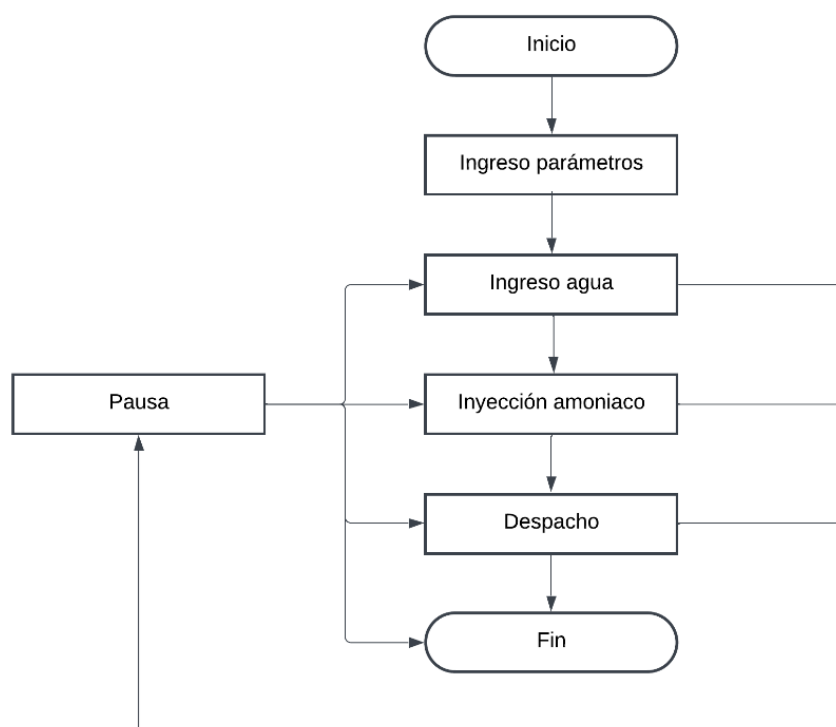 Inicio
Ingreso parámetros
Ingreso agua
Pausa
Inyección amoniaco
Despacho
Fin